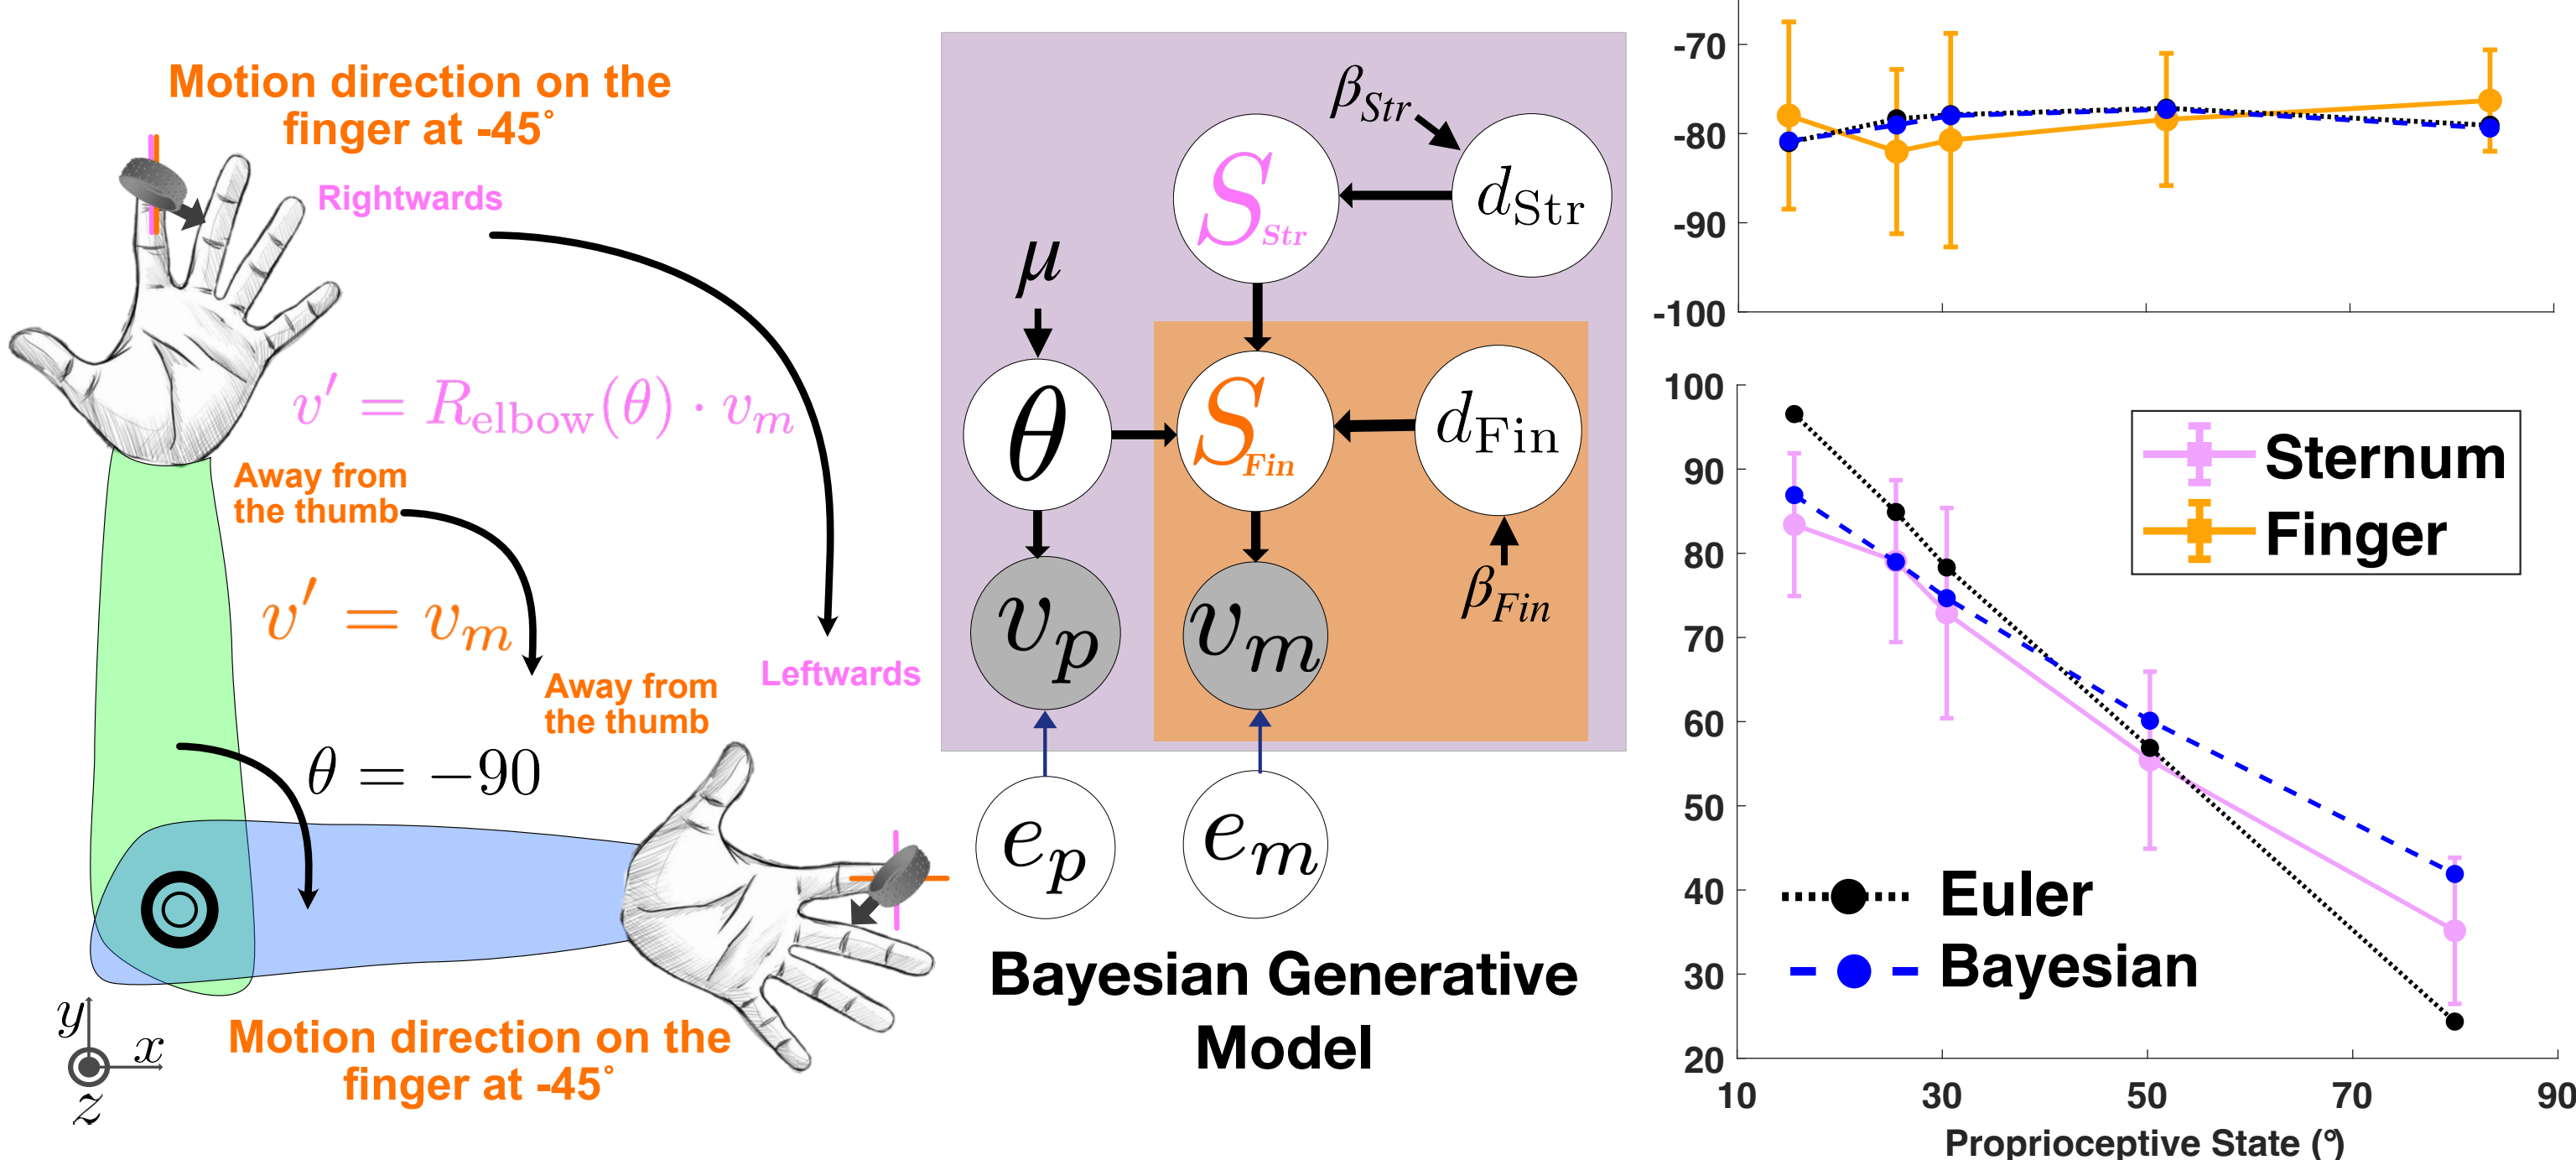 Motion direction on the
finger at -45°
Rightwards
v′ = R_elbow(θ) · v_m
Away from
the thumb
v′ = v_m
Away from
the thumb
Leftwards
θ = −90
y
x
z
Motion direction on the
finger at -45°
β_Str
S_Str
d_Str
μ
θ
S_Fin
d_Fin
v_p
v_m
β_Fin
e_p
e_m
Bayesian Generative
Model
-70
-80
-90
-100
100
90
80
70
60
50
40
30
20
Sternum
Finger
Euler
Bayesian
10 30 50 70 90
Proprioceptive State (°)